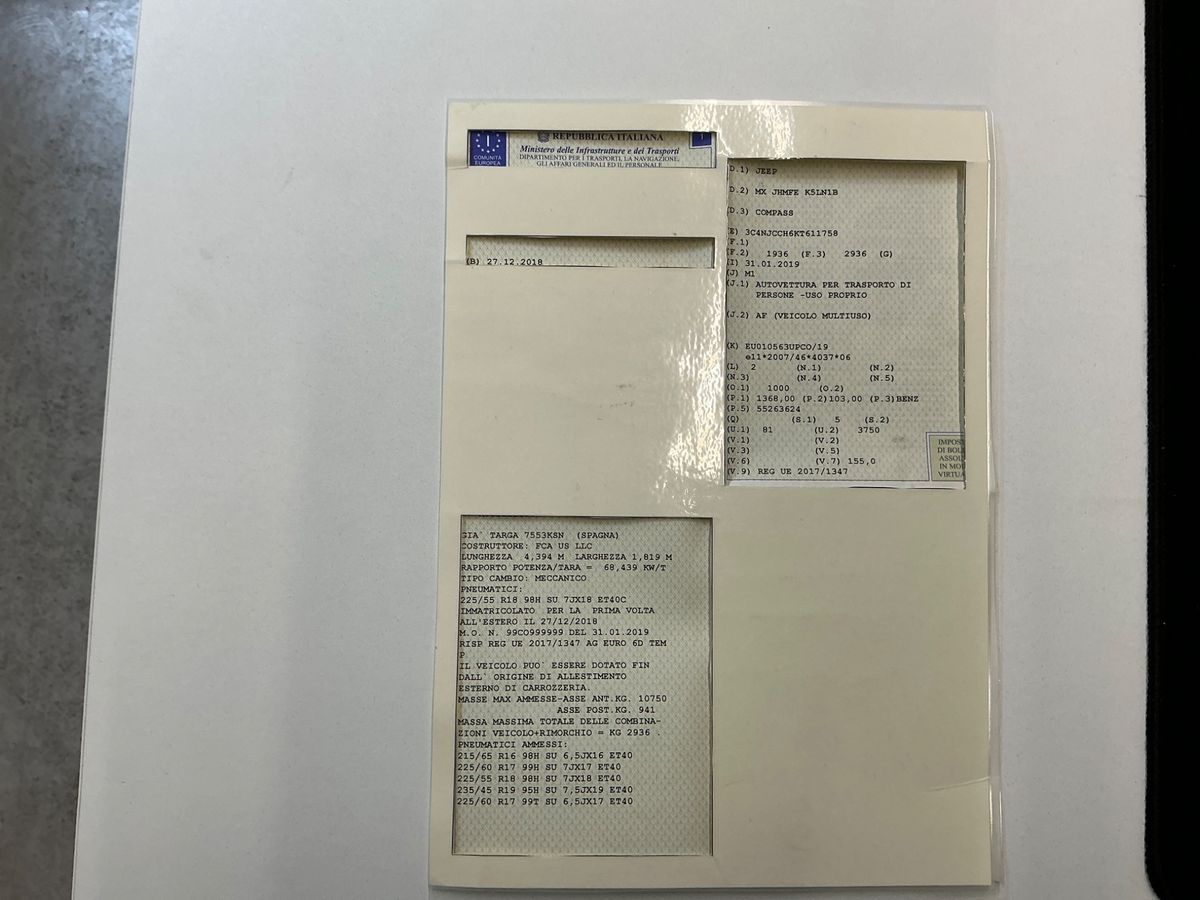 REPUBBLICA ITALIANA
COMUNITÀ
EUROPEA
Ministero delle Infrastrutture e dei Trasporti
DIPARTIMENTO PER I TRASPORTI, LA NAVIGAZIONE,
GLI AFFARI GENERALI ED IL PERSONALE
(B) 27.12.2018
D.1) JEEP
D.2) MX JHMFE K5LN1B
D.3) COMPASS
E) 3C4NJCCH6KT611758
F.1)
F.2) 1936 (F.3) 2936 (G)
I) 31.01.2019
(J) M1
(J.1) AUTOVETTURA PER TRASPORTO DI
PERSONE -USO PROPRIO
(J.2) AF (VEICOLO MULTIUSO)
(K) EU010563UPCO/19
e11*2007/46*4037*06
(L) 2 (N.1) (N.2)
(N.3) (N.4) (N.5)
(O.1) 1000 (O.2)
(P.1) 1368,00 (P.2)103,00 (P.3)BENZ
(P.5) 55263624
(Q) (S.1) 5 (S.2)
(U.1) 81 (U.2) 3750
(V.1) (V.2)
(V.3) (V.5)
(V.6) (V.7) 155,0
(V.9) REG UE 2017/1347
IMPOS
DI BOL
ASSOL
IN MOD
VIRTUA
GIA` TARGA 7553KSN (SPAGNA)
COSTRUTTORE: FCA US LLC
LUNGHEZZA 4,394 M LARGHEZZA 1,819 M
RAPPORTO POTENZA/TARA = 68,439 KW/T
TIPO CAMBIO: MECCANICO
PNEUMATICI:
225/55 R18 98H SU 7JX18 ET40C
IMMATRICOLATO PER LA PRIMA VOLTA
ALL'ESTERO IL 27/12/2018
M.O. N. 99CO999999 DEL 31.01.2019
RISP REG UE 2017/1347 AG EURO 6D TEM
P
IL VEICOLO PUO` ESSERE DOTATO FIN
DALL` ORIGINE DI ALLESTIMENTO
ESTERNO DI CARROZZERIA.
MASSE MAX AMMESSE-ASSE ANT.KG. 10750
ASSE POST.KG. 941
MASSA MASSIMA TOTALE DELLE COMBINA-
ZIONI VEICOLO+RIMORCHIO = KG 2936 .
PNEUMATICI AMMESSI:
215/65 R16 98H SU 6,5JX16 ET40
225/60 R17 99H SU 7JX17 ET40
225/55 R18 98H SU 7JX18 ET40
235/45 R19 95H SU 7,5JX19 ET40
225/60 R17 99T SU 6,5JX17 ET40